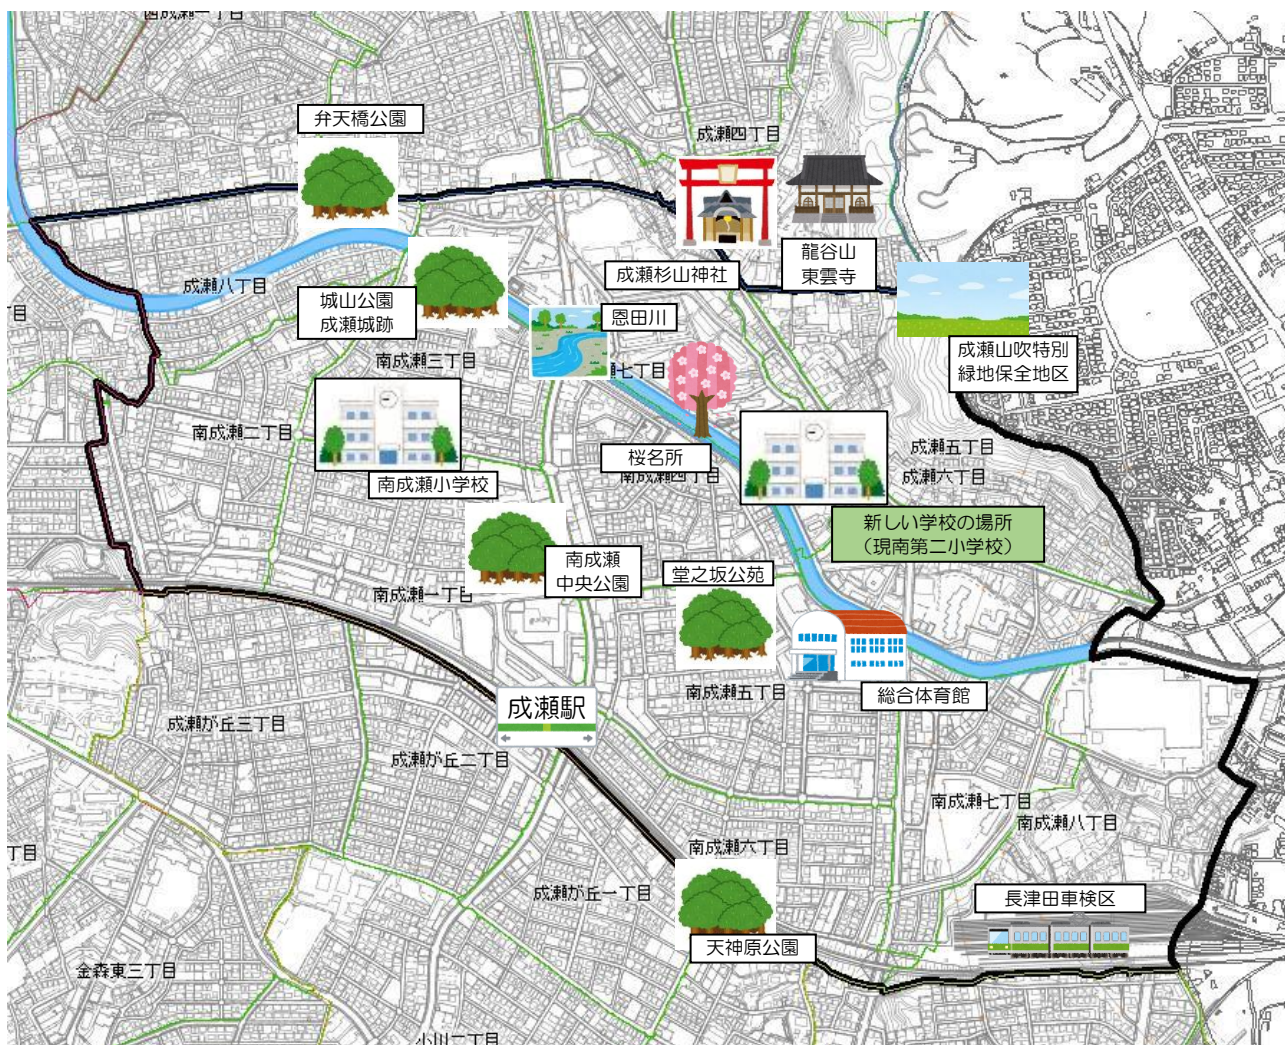 弁天橋公園
成瀬四丁目
龍谷山
東雲寺
成瀬杉山神社
成瀬八丁目
城山公園
成瀬城跡
恩田川
成瀬山吹特別
緑地保全地区
南成瀬三丁目
七丁目
南成瀬二丁目
桜名所
南成瀬四丁目
成瀬五丁目
成瀬六丁目
南成瀬小学校
新しい学校の場所
（現南第二小学校）
南成瀬
中央公園
堂之坂公苑
南成瀬一丁目
南成瀬五丁目
総合体育館
成瀬駅
成瀬が丘三丁目
成瀬が丘二丁目
南成瀬七丁目
南成瀬八丁目
南成瀬六丁目
成瀬が丘一丁目
長津田車検区
天神原公園
金森東三丁目
小川二丁目
目
丁目